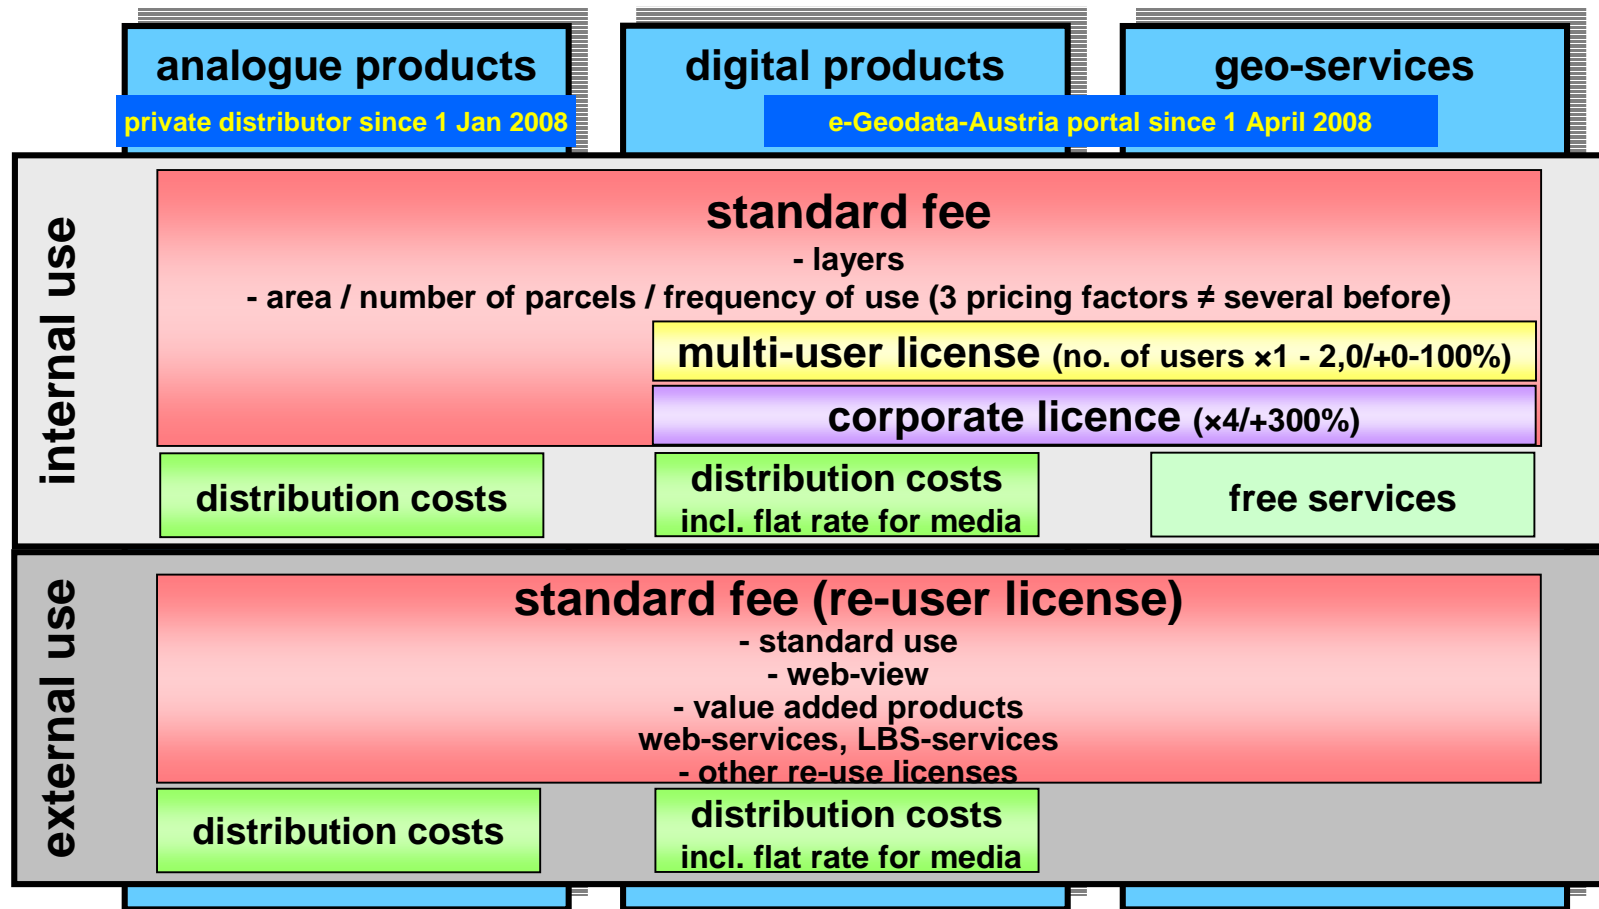 analogue products
digital products
geo-services
private distributor since 1 Jan 2008
e-Geodata-Austria portal since 1 April 2008
internal use
standard fee
- layers
- area / number of parcels / frequency of use (3 pricing factors ≠ several before)
multi-user license (no. of users ×1 - 2,0/+0-100%)
corporate licence (×4/+300%)
distribution costs
distribution costs
incl. flat rate for media
free services
external use
standard fee (re-user license)
- standard use
- web-view
- value added products
web-services, LBS-services
- other re-use licenses
distribution costs
distribution costs
incl. flat rate for media